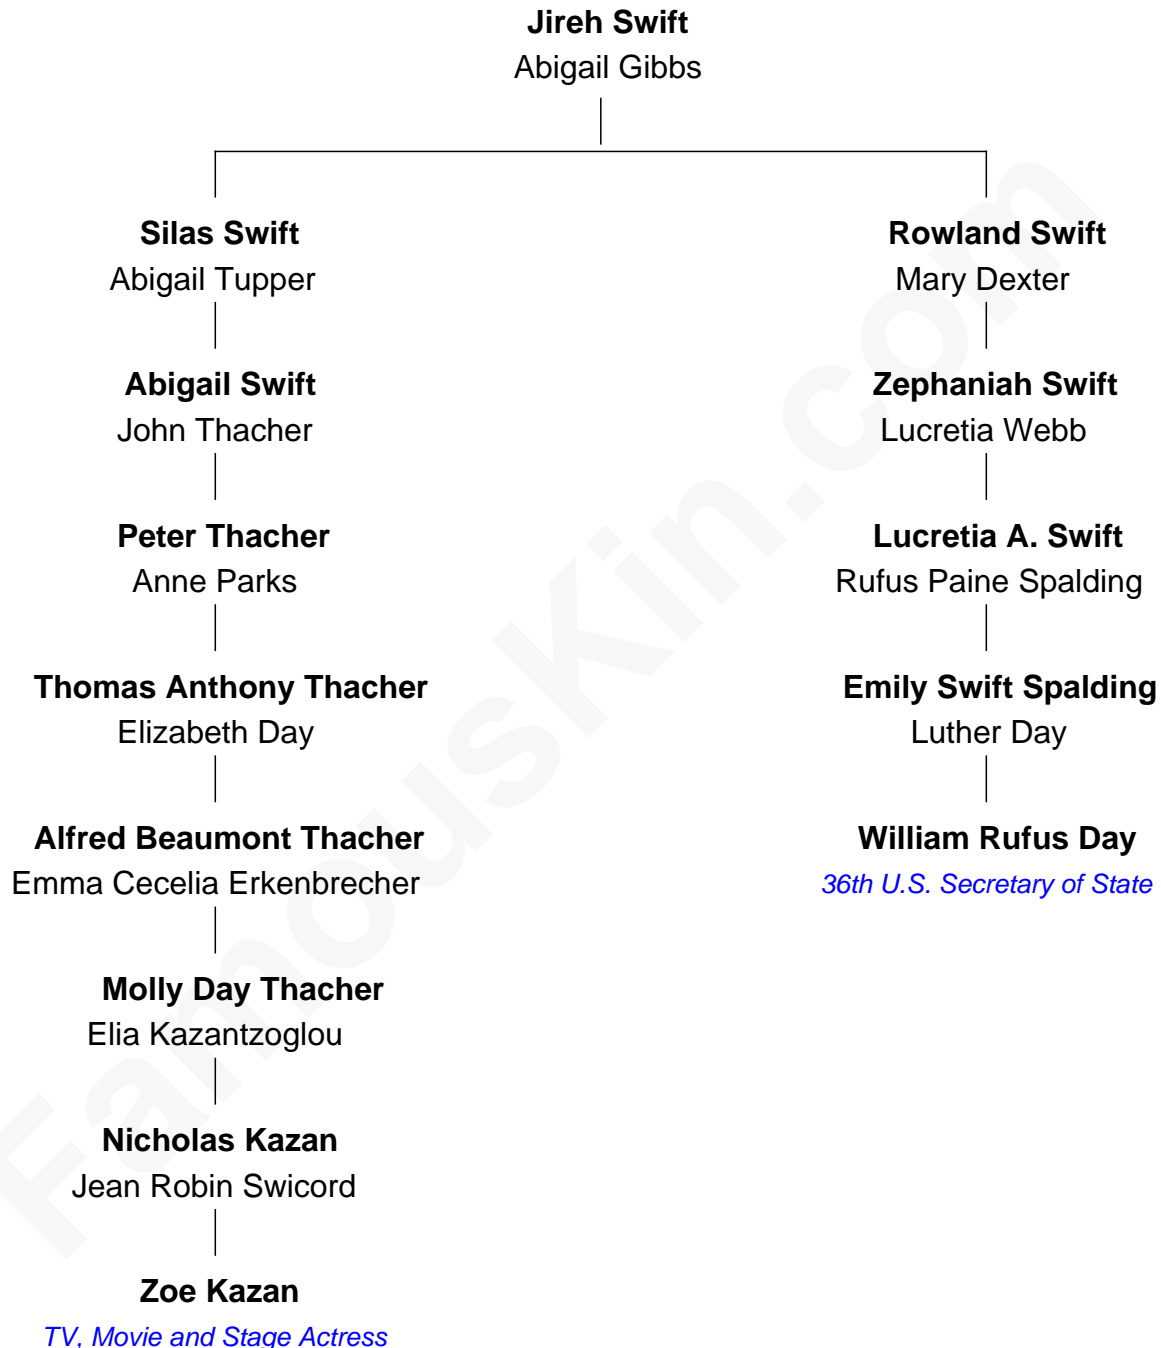 Jireh Swift
Abigail Gibbs
Silas Swift
Abigail Tupper
Rowland Swift
Mary Dexter
Abigail Swift
John Thacher
Zephaniah Swift
Lucretia Webb
Peter Thacher
Anne Parks
Lucretia A. Swift
Rufus Paine Spalding
Thomas Anthony Thacher
Elizabeth Day
Emily Swift Spalding
Luther Day
Alfred Beaumont Thacher
Emma Cecelia Erkenbrecher
William Rufus Day
36th U.S. Secretary of State
Molly Day Thacher
Elia Kazantzoglou
Nicholas Kazan
Jean Robin Swicord
Zoe Kazan
TV, Movie and Stage Actress
FamousKin.com